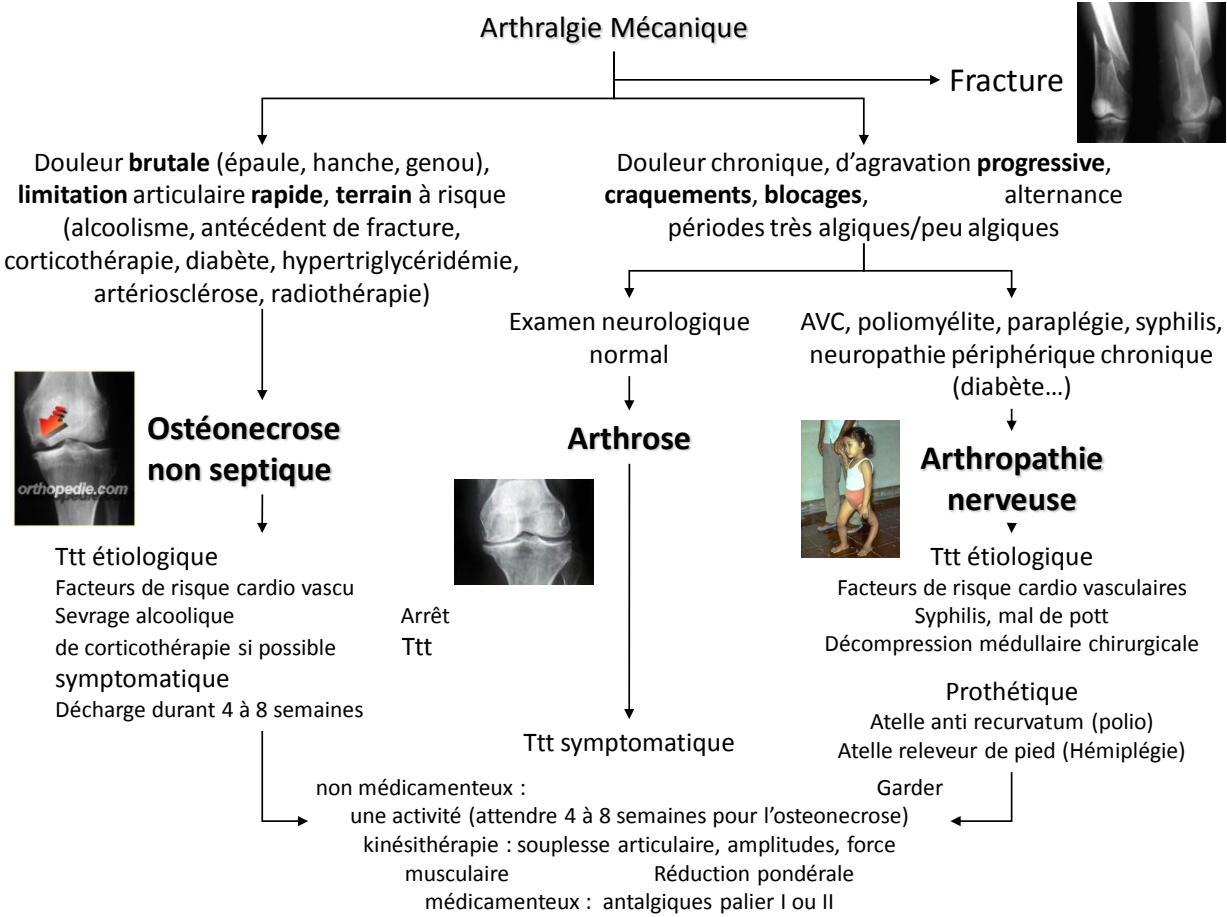 Arthralgie Mécanique
Fracture
Douleur brutale (épaule, hanche, genou),
limitation articulaire rapide, terrain à risque
(alcoolisme, antécédent de fracture,
corticothérapie, diabète, hypertriglycéridémie,
artériosclérose, radiothérapie)
Douleur chronique, d’agravation progressive,
craquements, blocages, alternance
périodes très algiques/peu algiques
Examen neurologique
normal
AVC, poliomyélite, paraplégie, syphilis,
neuropathie périphérique chronique
(diabète…)
orthopedie.com
Ostéonecrose
non septique
Arthrose
Arthropathie
nerveuse
Ttt étiologique
Facteurs de risque cardio vascu
Sevrage alcoolique Arrêt
de corticothérapie si possible Ttt
symptomatique
Décharge durant 4 à 8 semaines
Ttt étiologique
Facteurs de risque cardio vasculaires
Syphilis, mal de pott
Décompression médullaire chirurgicale
Prothétique
Atelle anti recurvatum (polio)
Atelle releveur de pied (Hémiplégie)
Ttt symptomatique
non médicamenteux : Garder
une activité (attendre 4 à 8 semaines pour l’osteonecrose)
kinésithérapie : souplesse articulaire, amplitudes, force
musculaire Réduction pondérale
médicamenteux : antalgiques palier I ou II